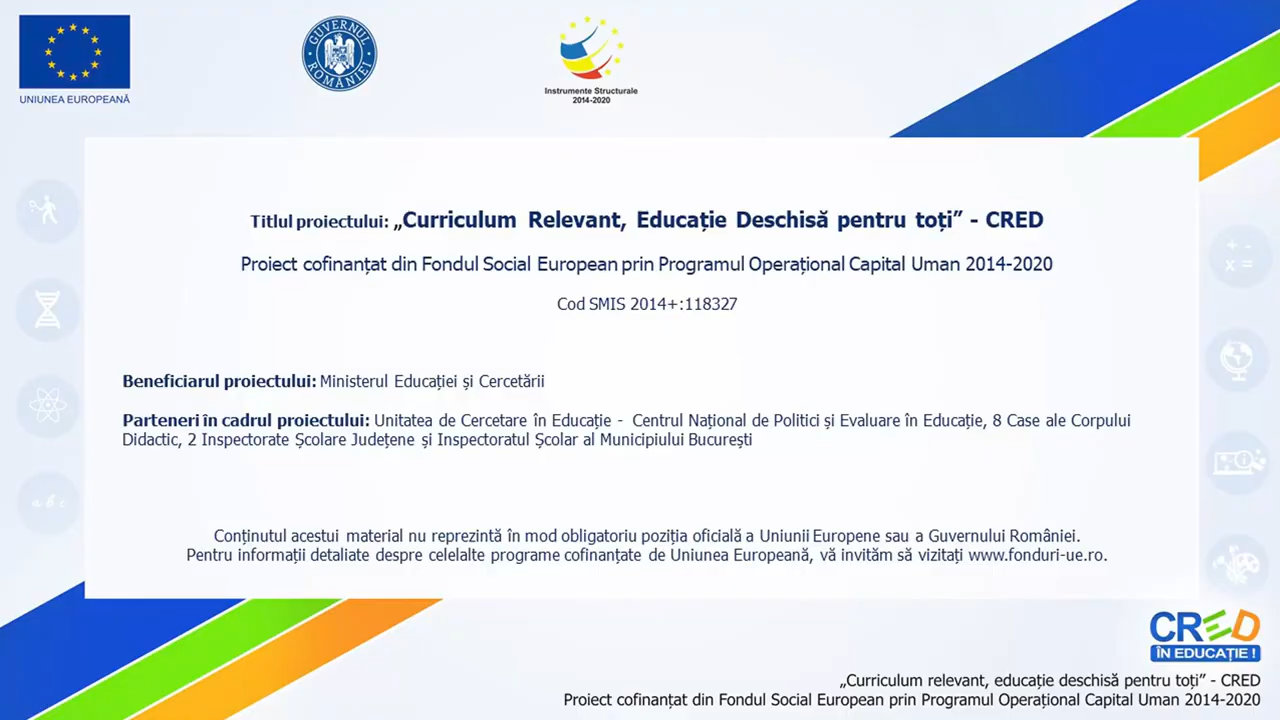 UNIUNEA EUROPEANĂ
GUVERNUL ROMÂNIEI
Instrumente Structurale
2014-2020
Titlul proiectului: „Curriculum Relevant, Educație Deschisă pentru toți” - CRED
Proiect cofinanțat din Fondul Social European prin Programul Operațional Capital Uman 2014-2020
Cod SMIS 2014+:118327
Beneficiarul proiectului: Ministerul Educației și Cercetării
Parteneri în cadrul proiectului: Unitatea de Cercetare în Educație - Centrul Național de Politici și Evaluare în Educație, 8 Case ale Corpului
Didactic, 2 Inspectorate Școlare Județene și Inspectoratul Școlar al Municipiului București
a b c
+ -
x =
Conținutul acestui material nu reprezintă în mod obligatoriu poziția oficială a Uniunii Europene sau a Guvernului României.
Pentru informații detaliate despre celelalte programe cofinanțate de Uniunea Europeană, vă invităm să vizitați www.fonduri-ue.ro.
CRED
ÎN EDUCAȚIE !
„Curriculum relevant, educație deschisă pentru toți” - CRED
Proiect cofinanțat din Fondul Social European prin Programul Operațional Capital Uman 2014-2020